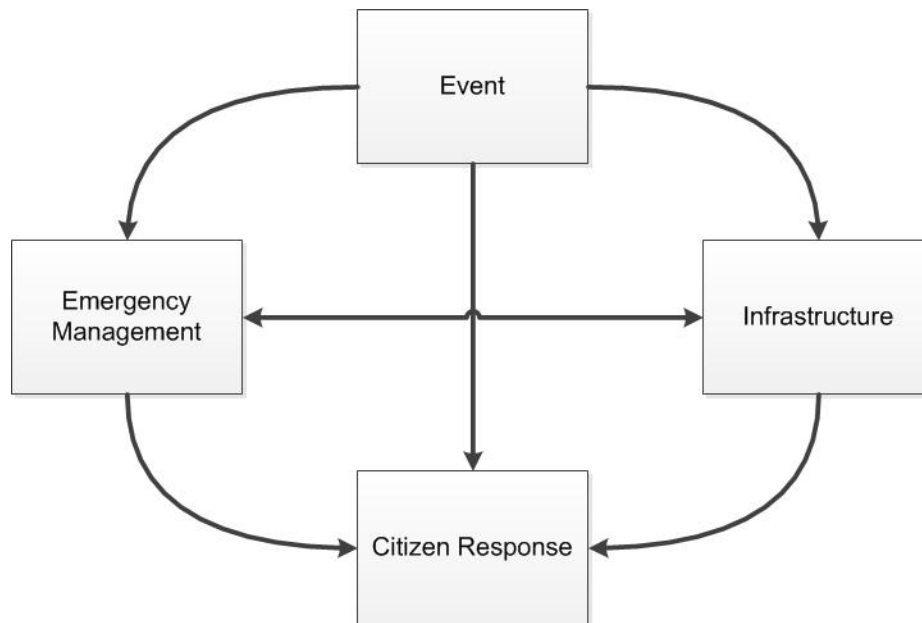 Event
Emergency
Management
Infrastructure
Citizen Response